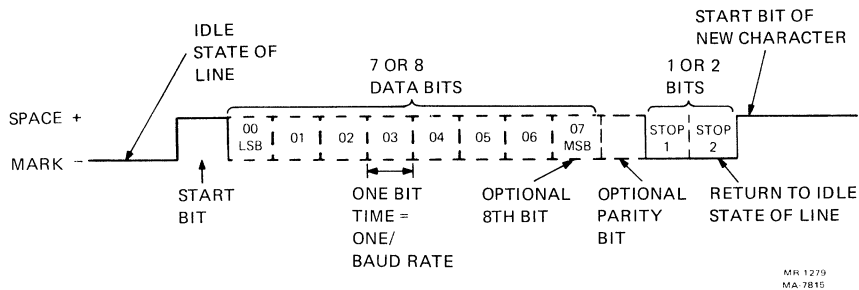 IDLE
STATE OF
LINE
7 OR 8
DATA BITS
1 OR 2
BITS
START BIT OF
NEW CHARACTER
SPACE +
MARK -
00
LSB
01
02
03
04
05
06
07
MSB
STOP
1
STOP
2
START
BIT
ONE BIT
TIME =
ONE/
BAUD RATE
OPTIONAL
8TH BIT
OPTIONAL
PARITY
BIT
RETURN TO IDLE
STATE OF LINE
MR 1279
MA-7815